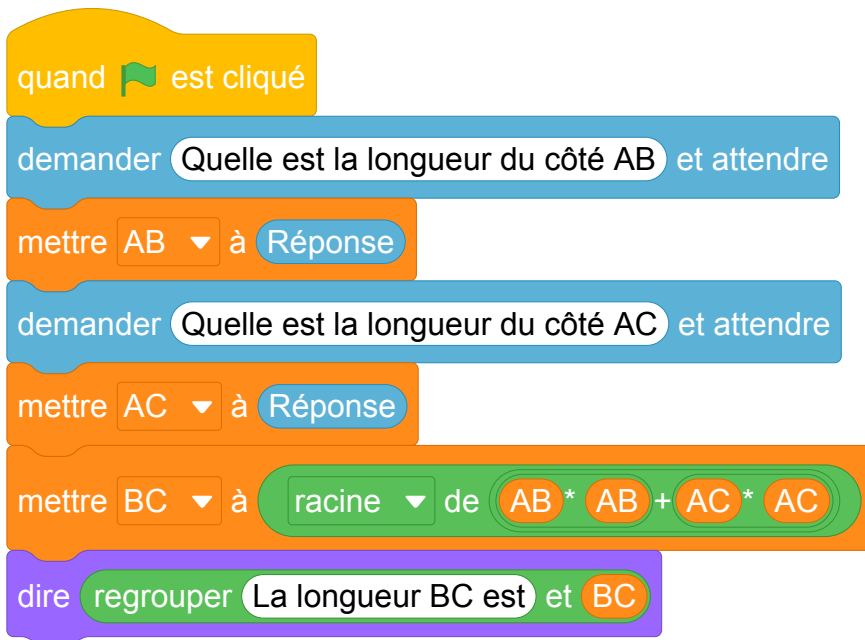 quand est cliqué
demander Quelle est la longueur du côté AB et attendre
mettre AB à Réponse
demander Quelle est la longueur du côté AC et attendre
mettre AC à Réponse
mettre BC à racine de AB * AB + AC * AC
dire regrouper La longueur BC est et BC